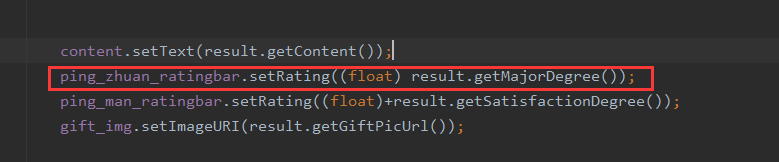 content.setText(result.getContent());
ping_zhuan_ratingbar.setRating((float) result.getMajorDegree());
ping_man_ratingbar.setRating((float)+result.getSatisfactionDegree());
gift_img.setImageURI(result.getGiftPicUrl());